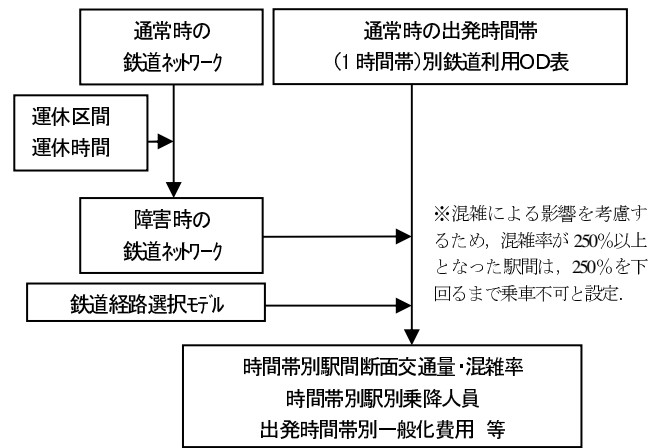 通常時の
鉄道ネットワーク
通常時の出発時間帯
(1時間帯)別鉄道利用OD表
運休区間
運休時間
障害時の
鉄道ネットワーク
※混雑による影響を考慮す
るため，混雑率が250%以上
となった駅間は，250%を下
回るまで乗車不可と設定.
鉄道経路選択モデル
時間帯別駅間断面交通量・混雑率
時間帯別駅別乗降人員
出発時間帯別一般化費用 等